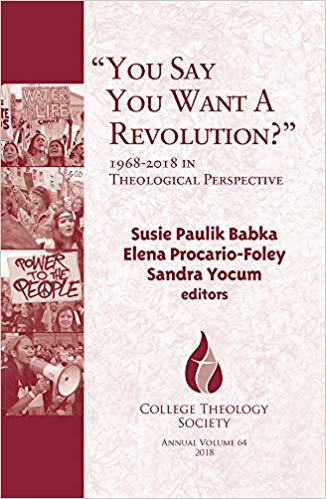 “YOU SAY
YOU WANT A
REVOLUTION?”
1968-2018 IN
THEOLOGICAL PERSPECTIVE
Susie Paulik Babka
Elena Procario-Foley
Sandra Yocum
editors
COLLEGE THEOLOGY
SOCIETY
ANNUAL VOLUME 64
2018
WATER
IS LIFE
POWER
TO THE
PEOPLE